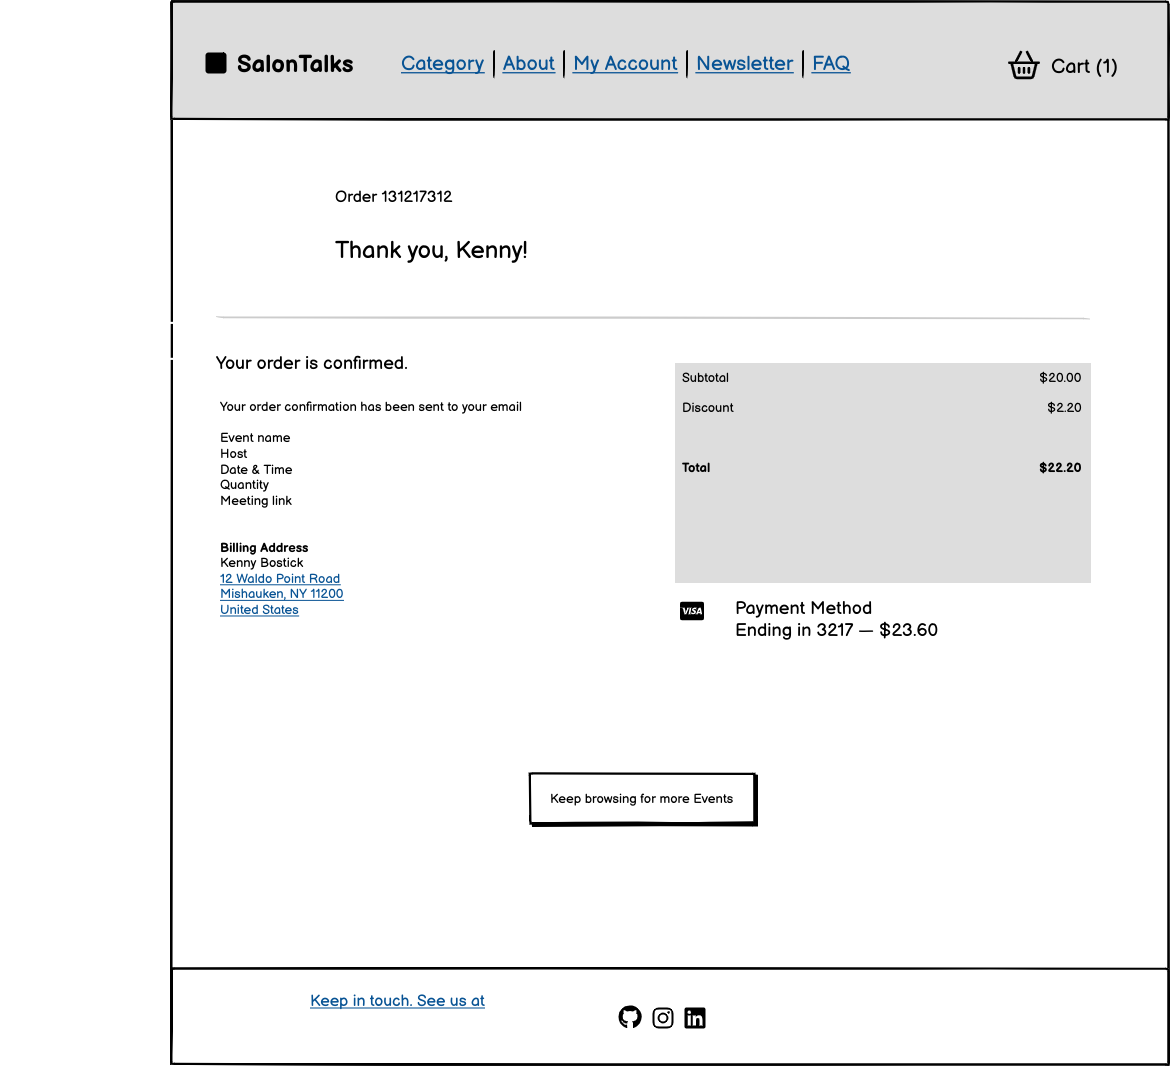 SalonTalks
Category
About
My Account
Newsletter
FAQ
Cart (1)
Order 131217312
Thank you, Kenny!
Your order is confirmed.
Your order confirmation has been sent to your email
Event name
Host
Date & Time
Quantity
Meeting link
Billing Address
Kenny Bostick
12 Waldo Point Road
Mishauken, NY 11200
United States
Subtotal $20.00
Discount $2.20
Total $22.20
VISA
Payment Method
Ending in 3217 — $23.60
Keep browsing for more Events
Keep in touch. See us at
in